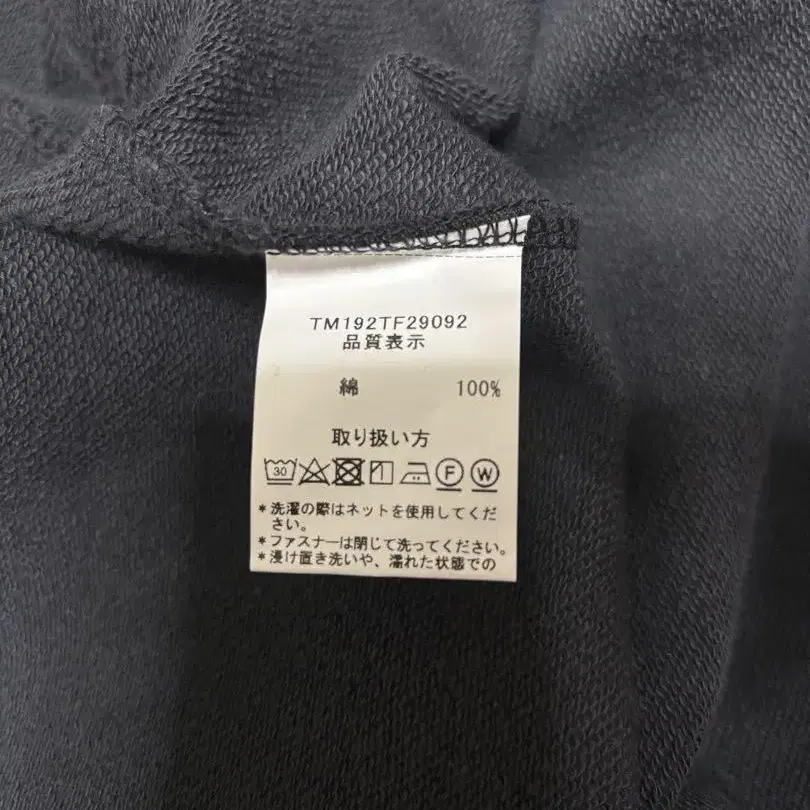 TM192TF29092
品質表示
綿 100%
取り扱い方
30 F W
*洗濯の際はネットを使用してくだ
さい。
*ファスナーは閉じて洗ってください。
*浸け置き洗いや、濡れた状態での